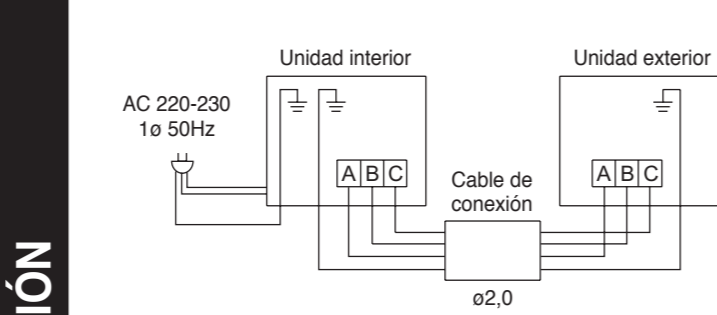 IÓN
Unidad interior
Unidad exterior
AC 220-230
1ø 50Hz
A B C
A B C
Cable de
conexión
ø2,0